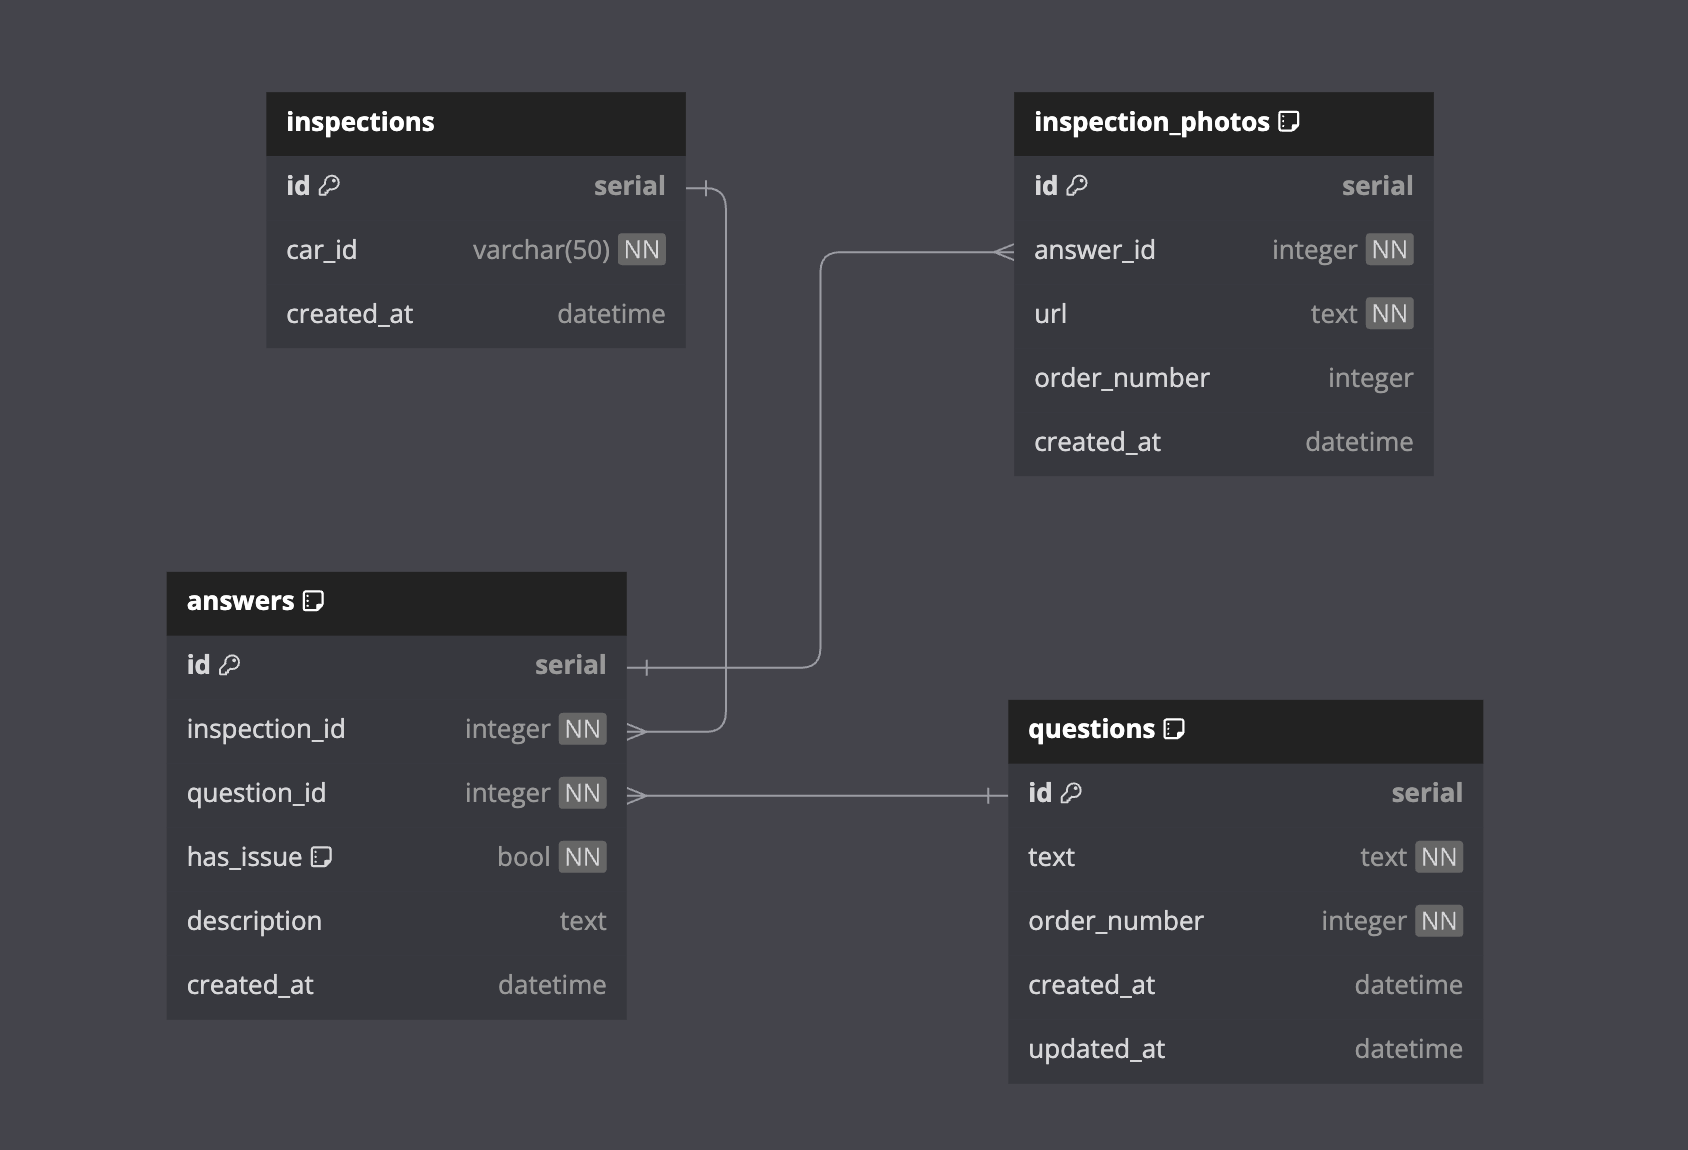 inspections
id serial
car_id varchar(50) NN
created_at datetime
inspection_photos
id serial
answer_id integer NN
url text NN
order_number integer
created_at datetime
answers
id serial
inspection_id integer NN
question_id integer NN
has_issue bool NN
description text
created_at datetime
questions
id serial
text text NN
order_number integer NN
created_at datetime
updated_at datetime